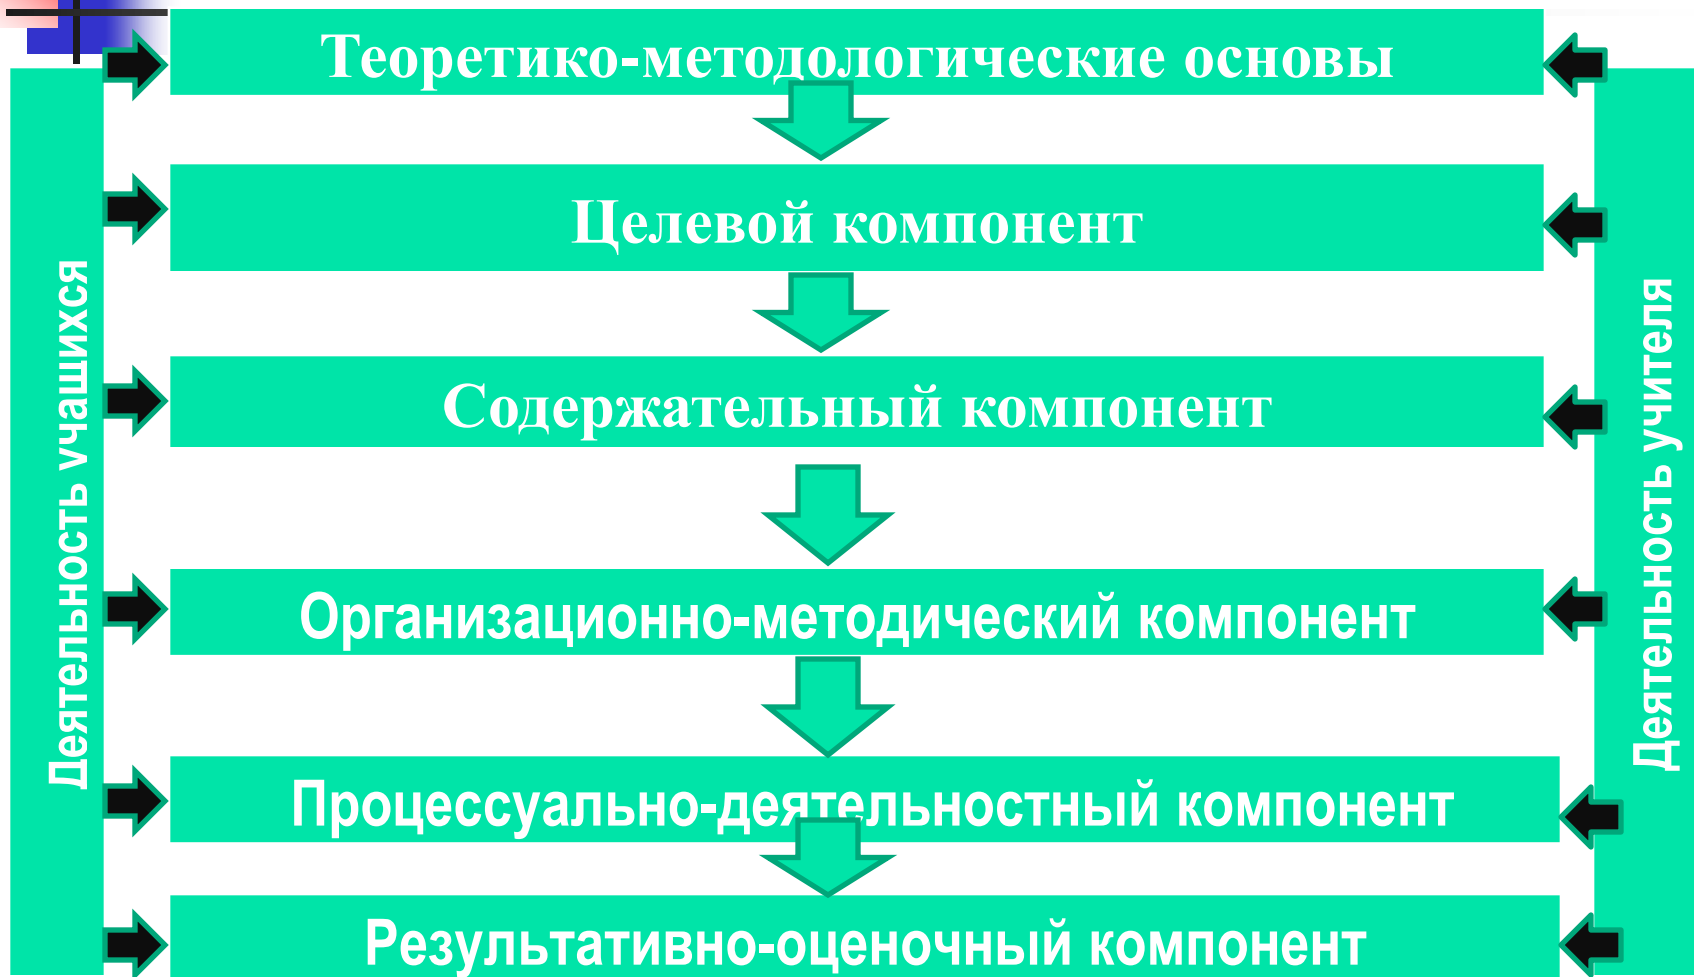 Теоретико-методологические основы
Целевой компонент
Содержательный компонент
Организационно-методический компонент
Процессуально-деятельностный компонент
Результативно-оценочный компонент
Деятельность учащихся
Деятельность учителя